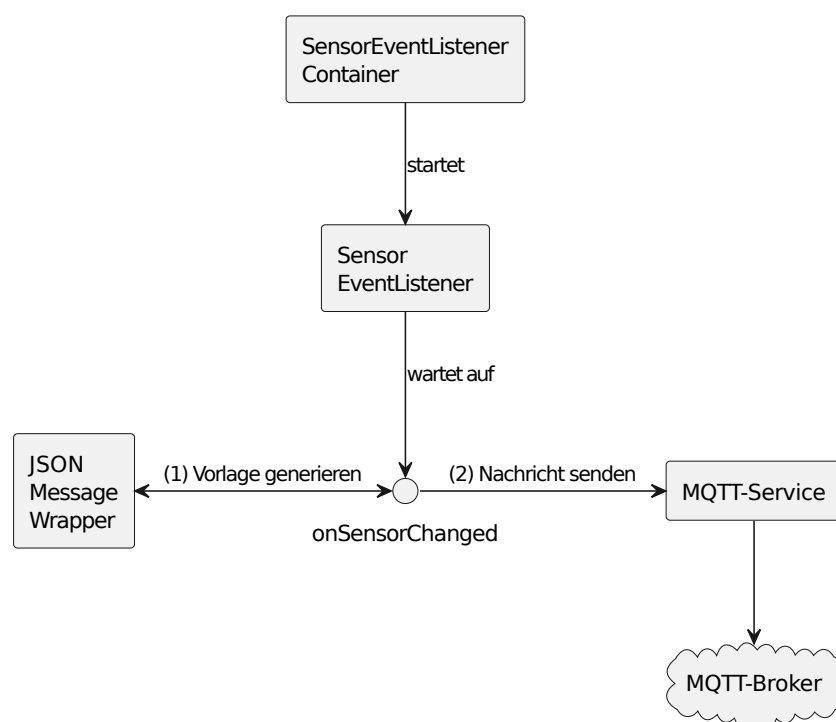 SensorEventListener
Container
startet
Sensor
EventListener
wartet auf
JSON
Message
Wrapper
(1) Vorlage generieren
(2) Nachricht senden
MQTT-Service
onSensorChanged
MQTT-Broker